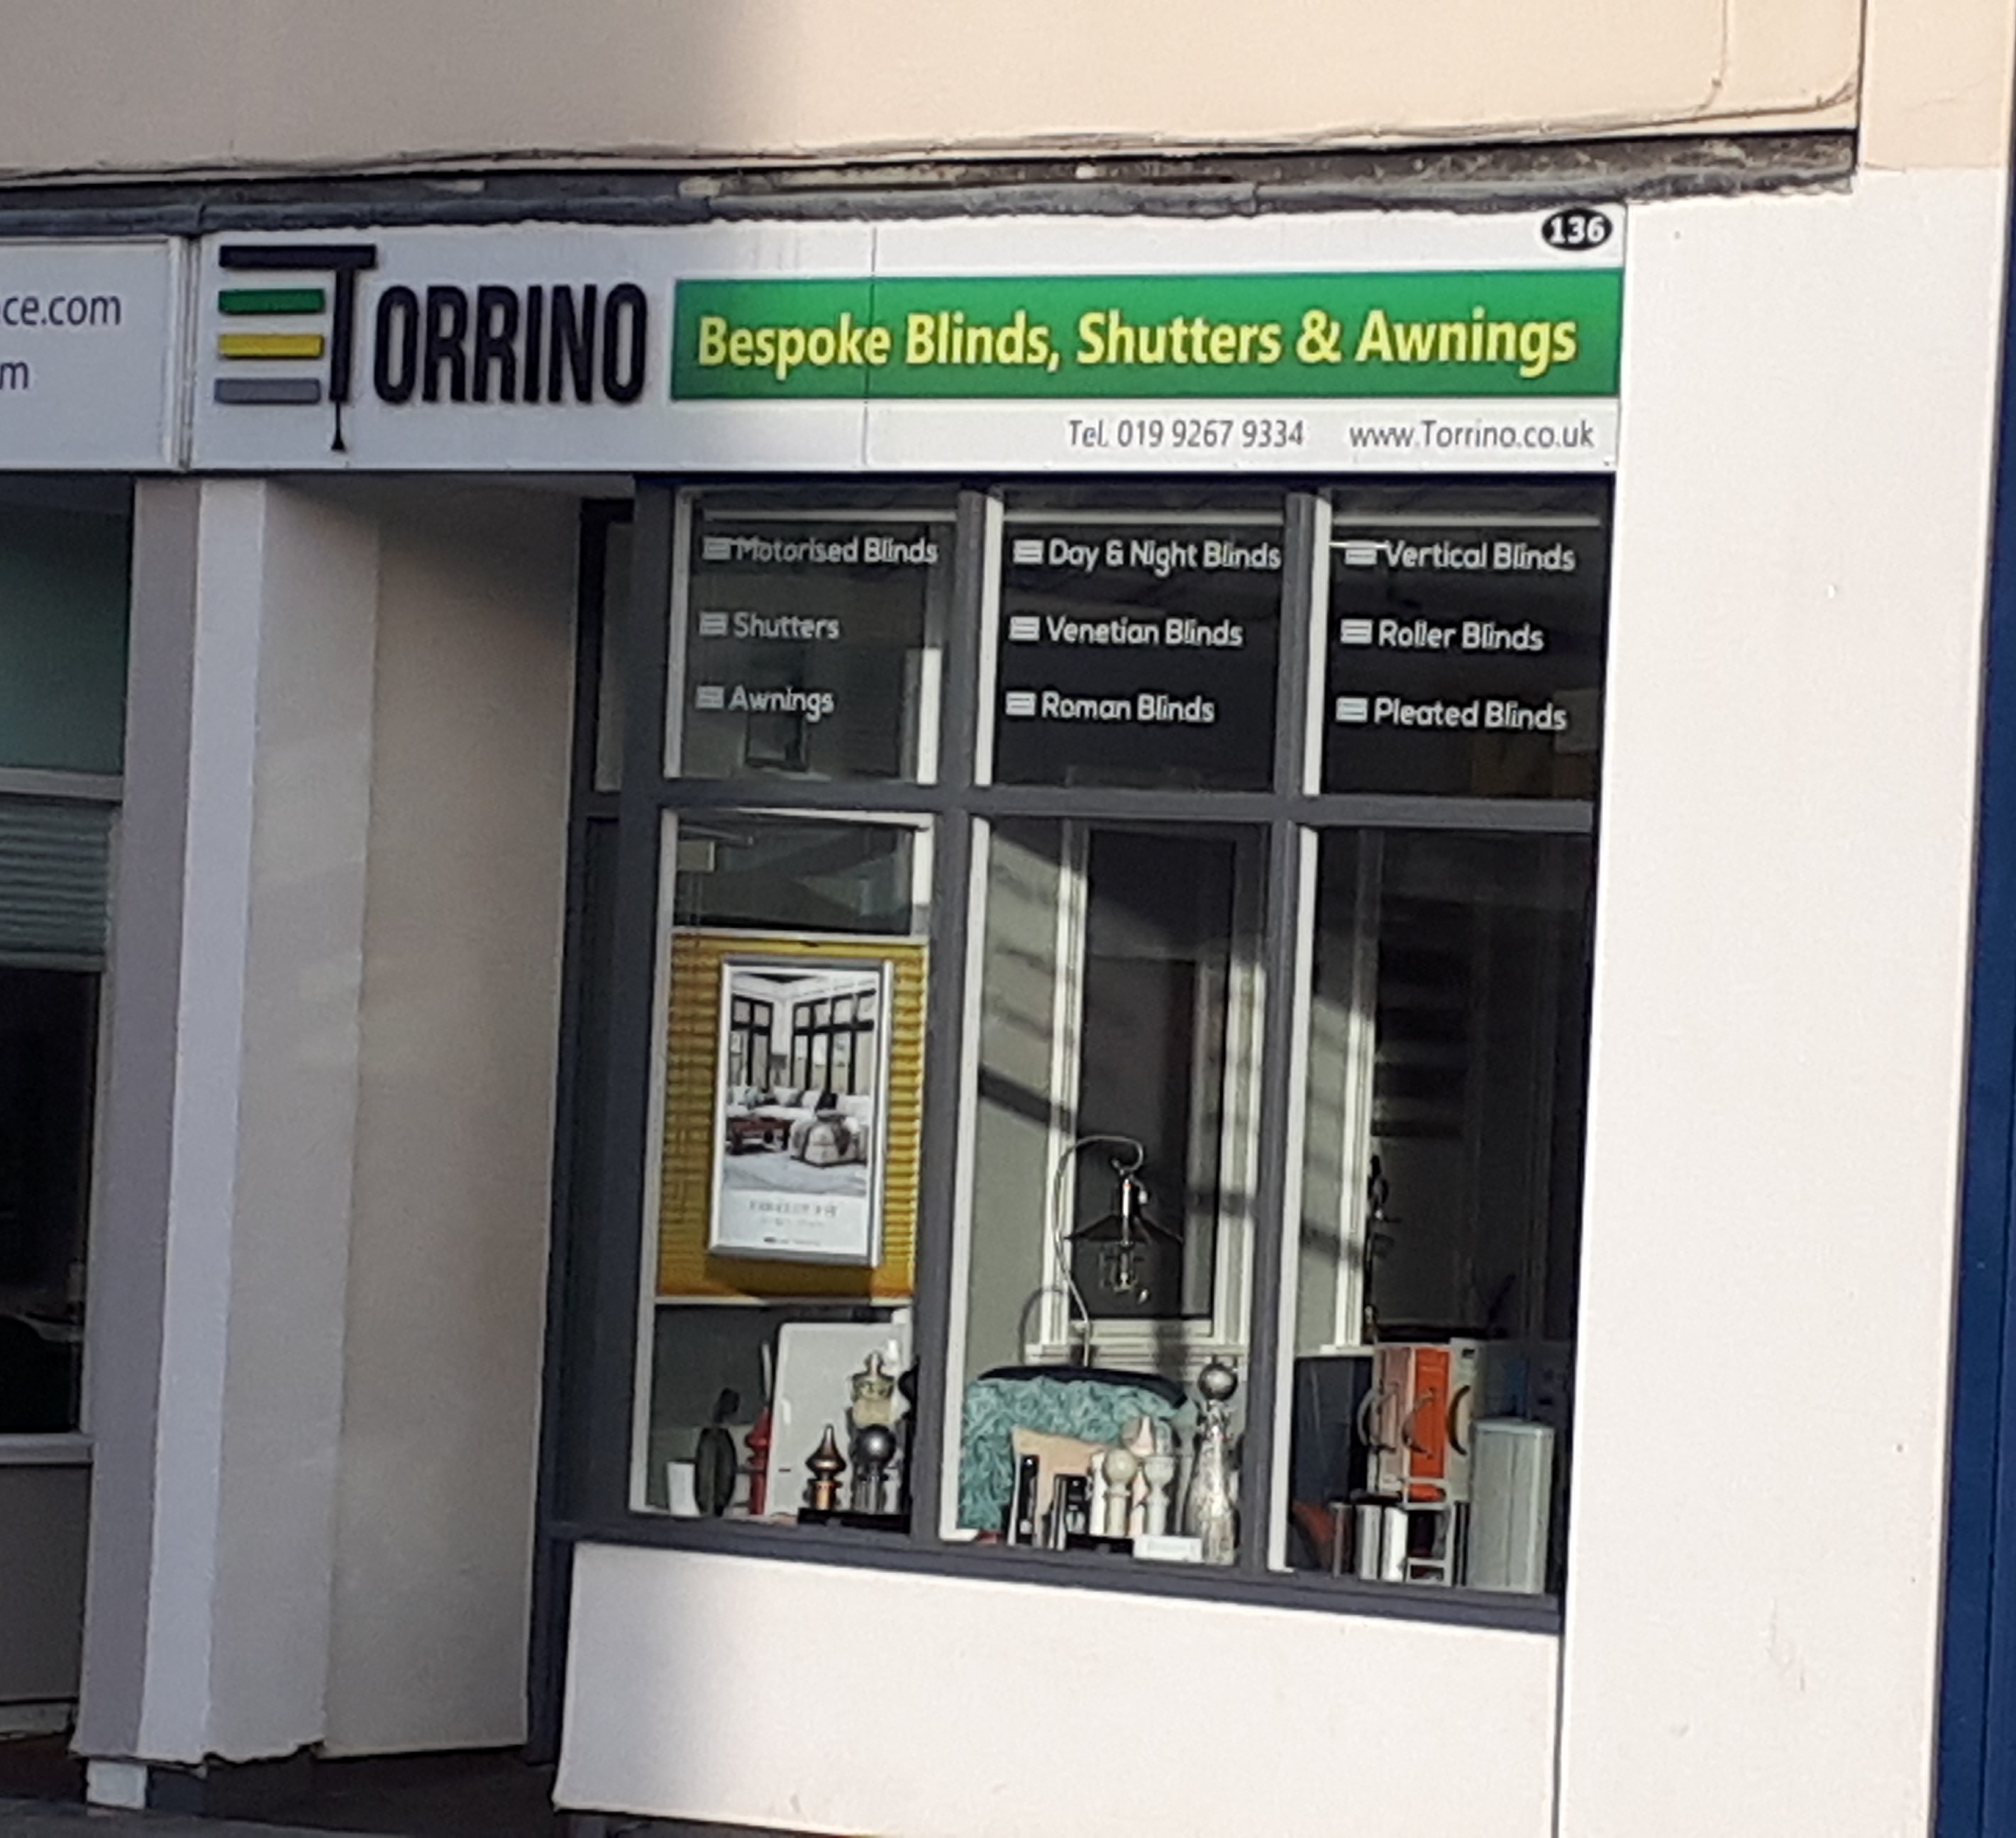 ce.com
m
136
TORRINO
Bespoke Blinds, Shutters & Awnings
Tel. 019 9267 9334 www.Torrino.co.uk
Motorised Blinds
Shutters
Awnings
Day & Night Blinds
Venetian Blinds
Roman Blinds
Vertical Blinds
Roller Blinds
Pleated Blinds